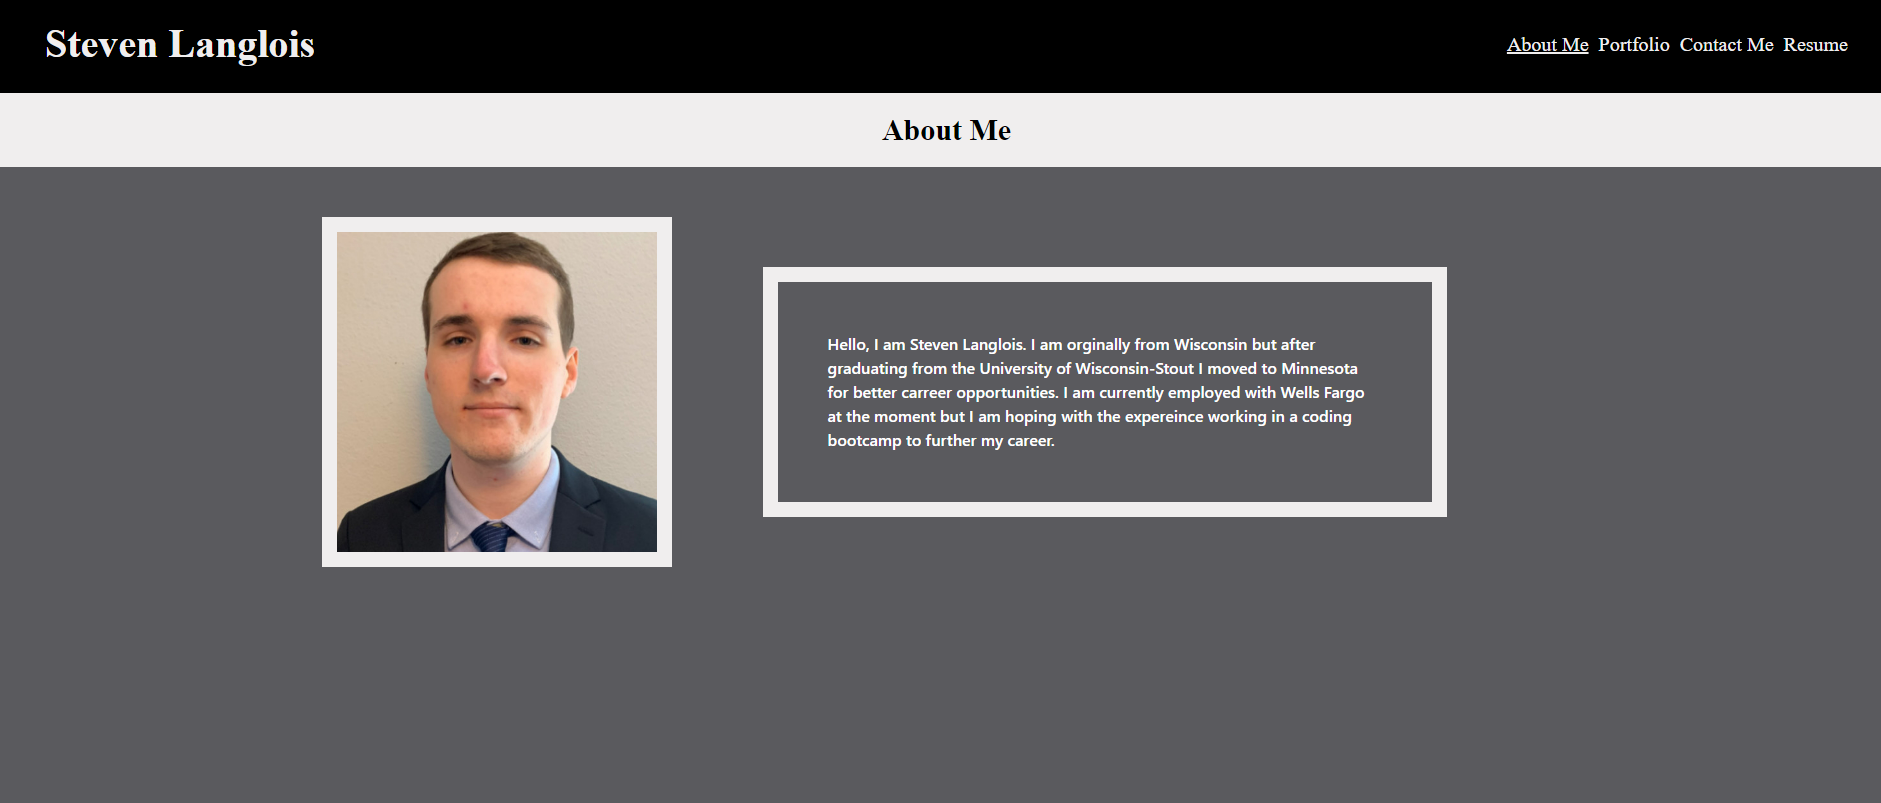 Steven Langlois
About Me Portfolio Contact Me Resume
About Me
Hello, I am Steven Langlois. I am orginally from Wisconsin but after
graduating from the University of Wisconsin-Stout I moved to Minnesota
for better carreer opportunities. I am currently employed with Wells Fargo
at the moment but I am hoping with the expereince working in a coding
bootcamp to further my career.